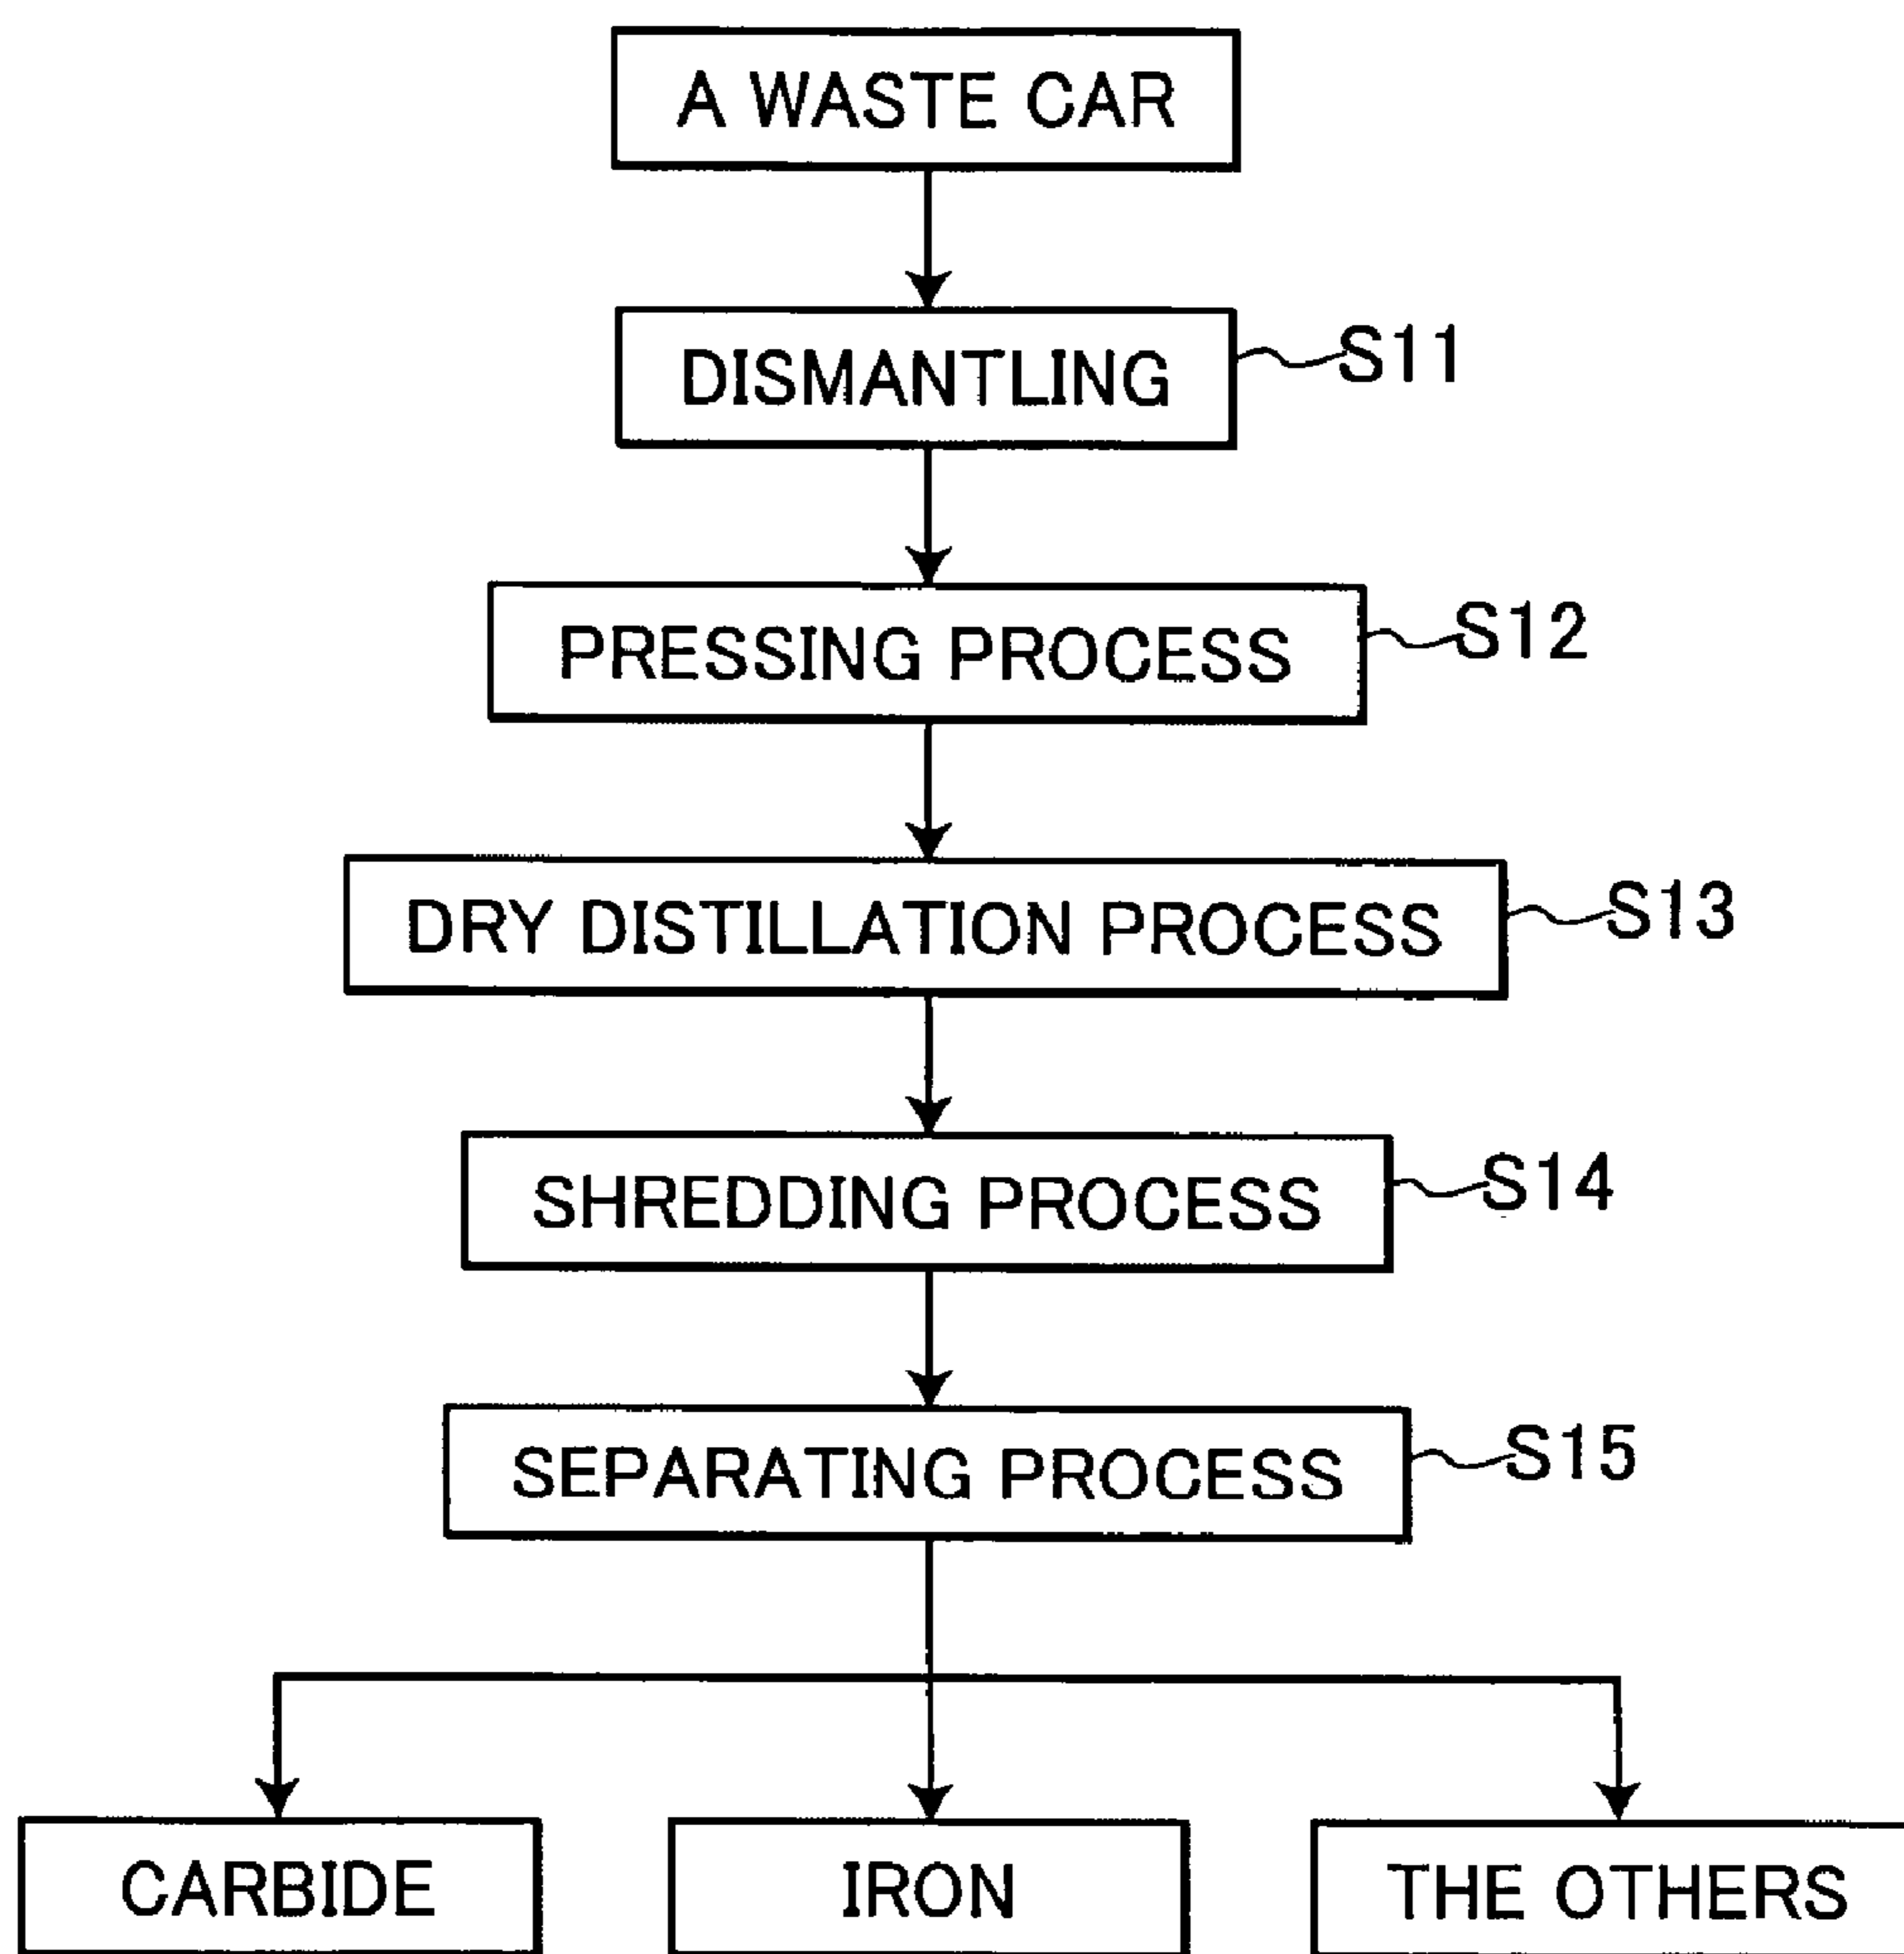 A WASTE CAR
DISMANTLING
S11
PRESSING PROCESS
S12
DRY DISTILLATION PROCESS
S13
SHREDDING PROCESS
S14
SEPARATING PROCESS
S15
CARBIDE
IRON
THE OTHERS